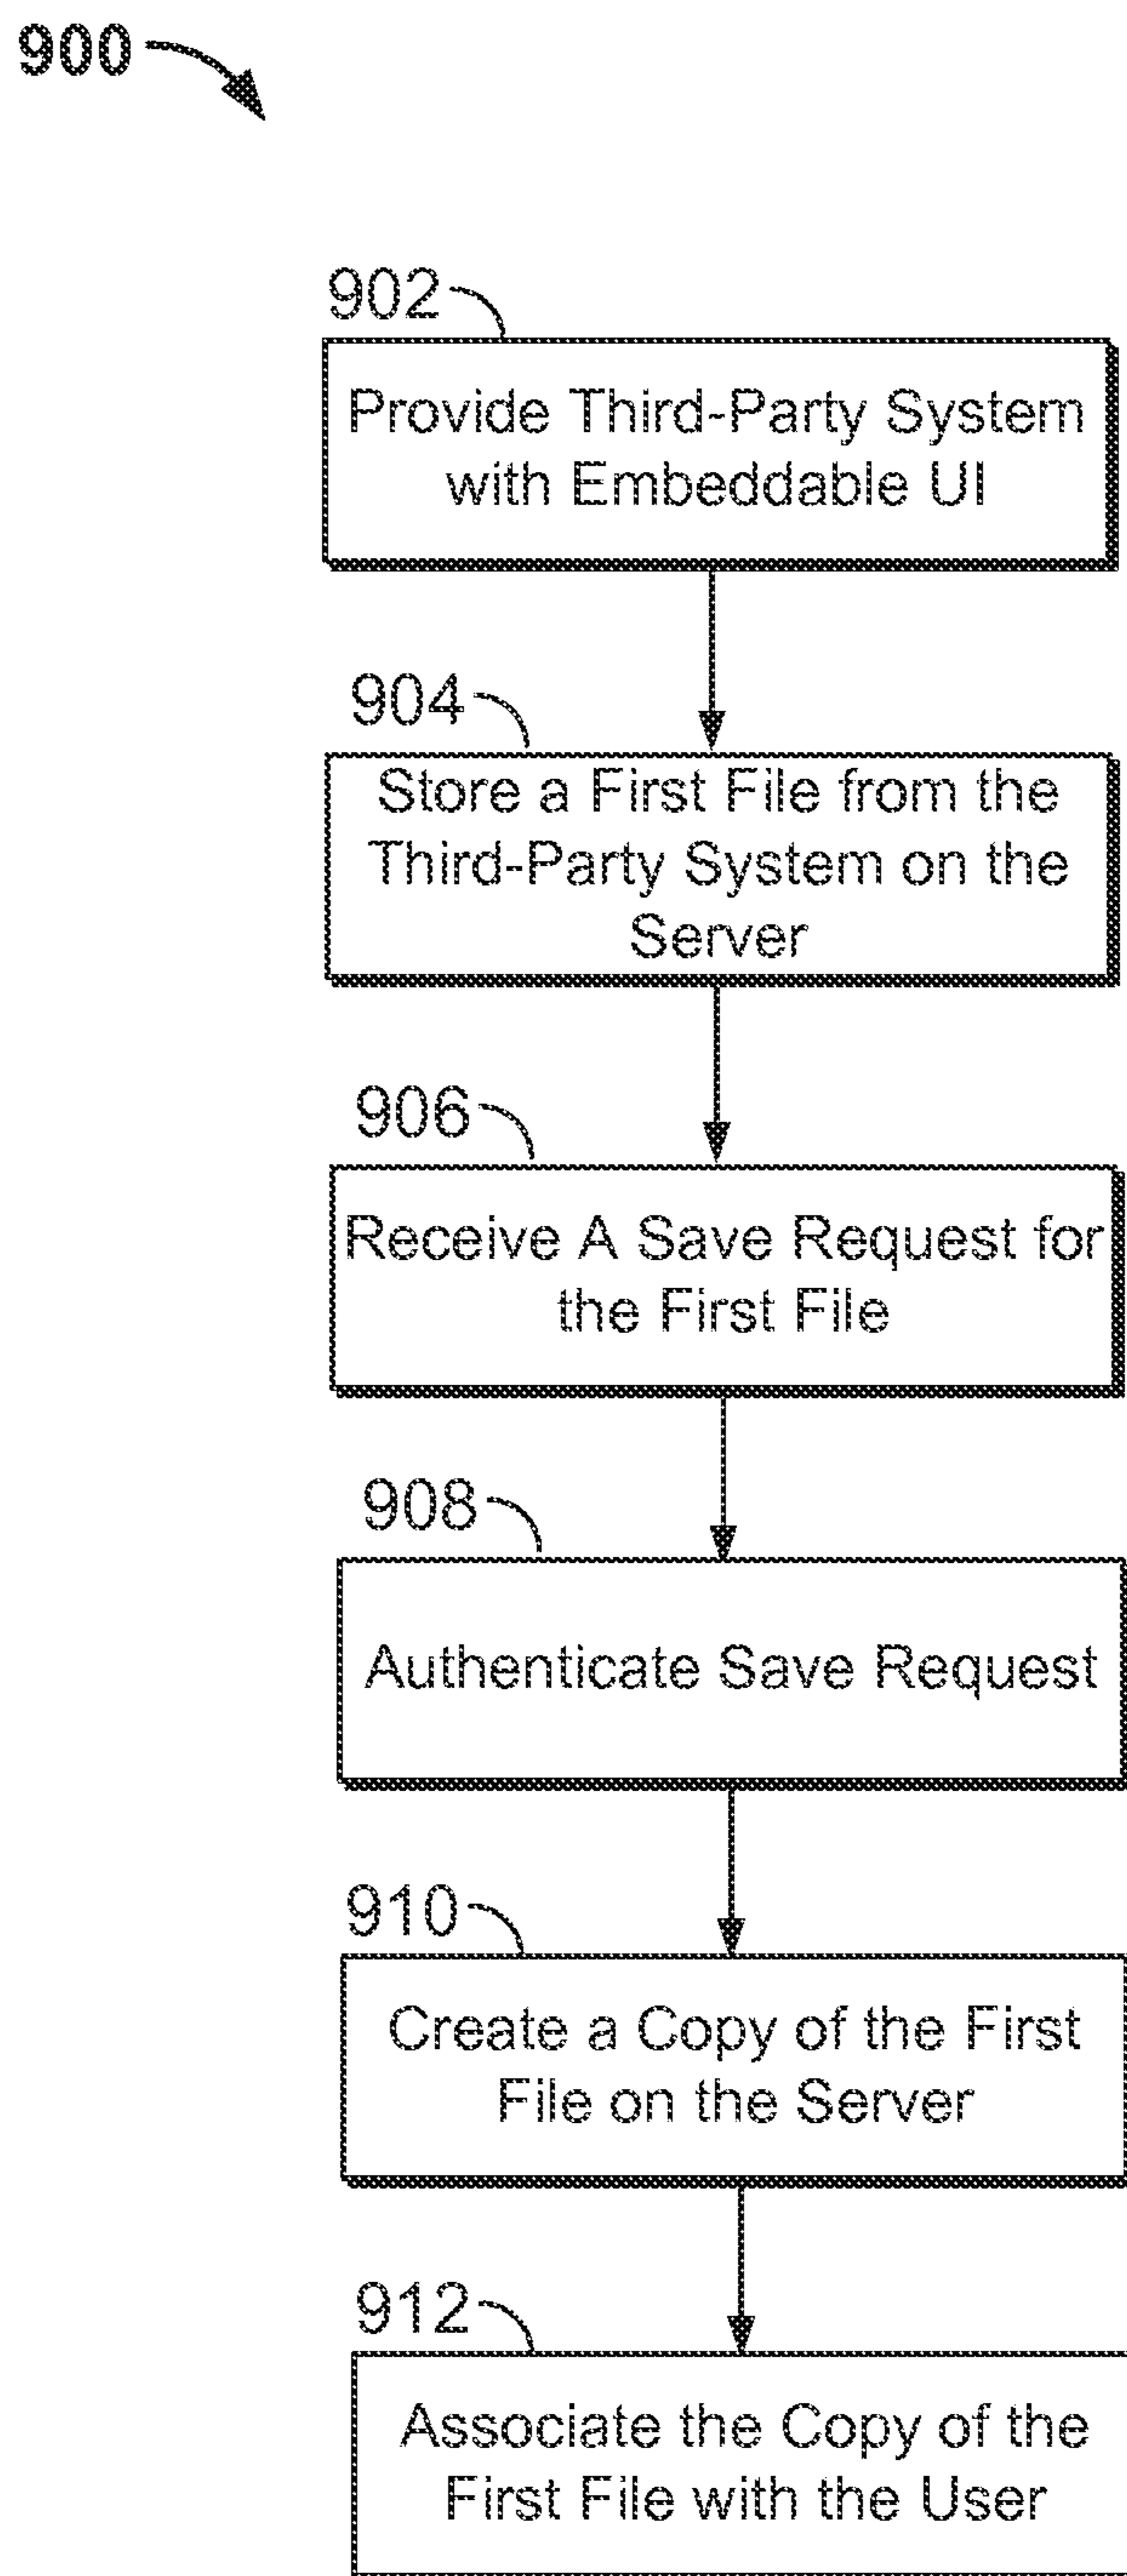 900
902
Provide Third-Party System
with Embeddable UI
904
Store a First File from the
Third-Party System on the
Server
906
Receive A Save Request for
the First File
908
Authenticate Save Request
910
Create a Copy of the First
File on the Server
912
Associate the Copy of the
First File with the User